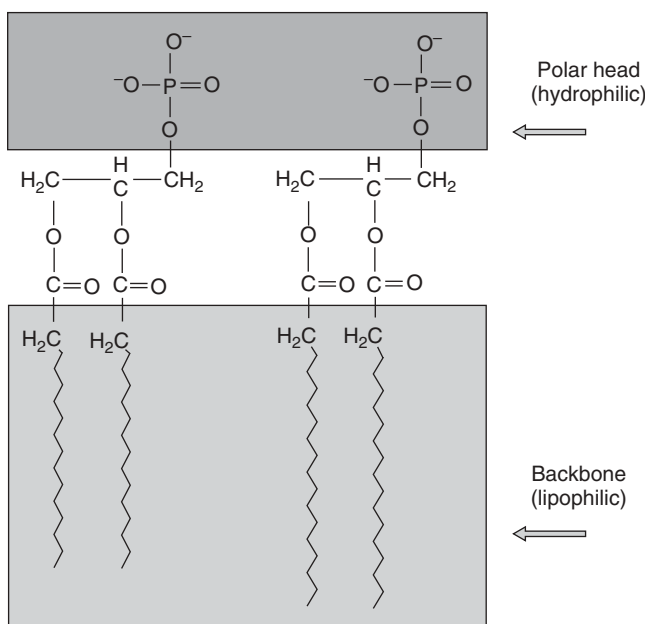 O⁻ O⁻
⁻O—P=O ⁻O—P=O
O O
H₂C H C CH₂ H₂C H C CH₂
O O O O
C=O C=O C=O C=O
H₂C H₂C H₂C H₂C
Polar head
(hydrophilic)
Backbone
(lipophilic)